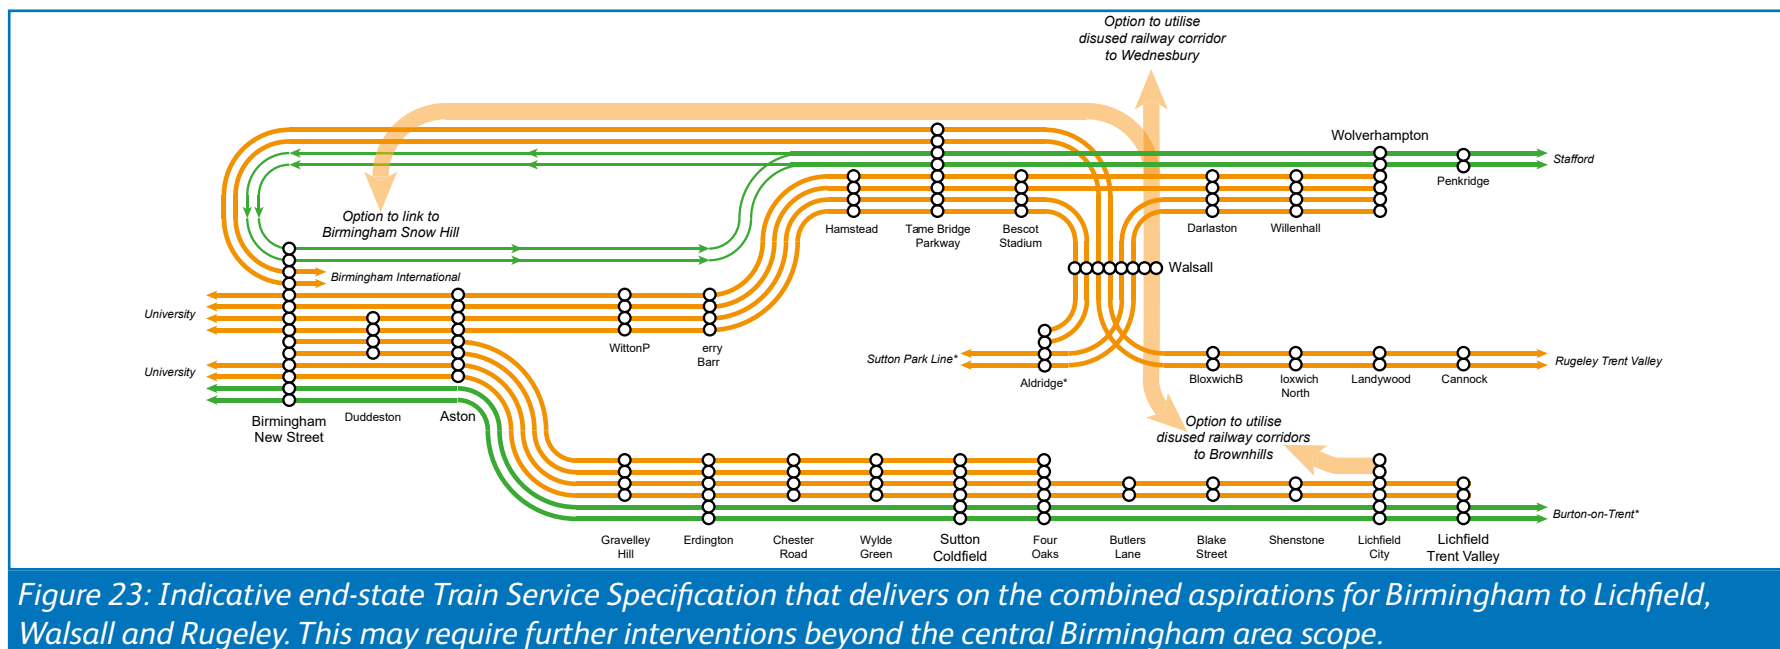 Option to utilise
disused railway corridor
to Wednesbury
Wolverhampton
Stafford
Penkridge
Option to link to
Birmingham Snow Hill
Hamstead
Tame Bridge
Parkway
Bescot
Stadium
Darlaston
Willenhall
Birmingham International
Walsall
University
WittonP
erry
Barr
Sutton Park Line*
Aldridge*
BloxwichB
loxwich
North
Landywood
Cannock
Rugeley Trent Valley
University
Birmingham
New Street
Duddeston
Aston
Option to utilise
disused railway corridors
to Brownhills
Burton-on-Trent*
Gravelley
Hill
Erdington
Chester
Road
Wylde
Green
Sutton
Coldfield
Four
Oaks
Butlers
Lane
Blake
Street
Shenstone
Lichfield
City
Lichfield
Trent Valley
Figure 23: Indicative end-state Train Service Specification that delivers on the combined aspirations for Birmingham to Lichfield,
Walsall and Rugeley. This may require further interventions beyond the central Birmingham area scope.